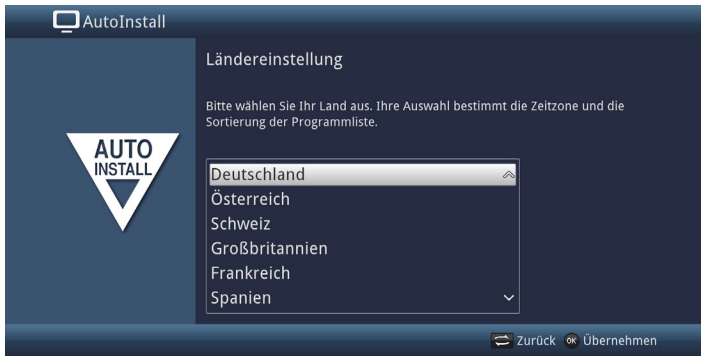 AutoInstall
Ländereinstellung
Bitte wählen Sie Ihr Land aus. Ihre Auswahl bestimmt die Zeitzone und die
Sortierung der Programmliste.
AUTO
INSTALL
Deutschland
Österreich
Schweiz
Großbritannien
Frankreich
Spanien
Zurück OK Übernehmen